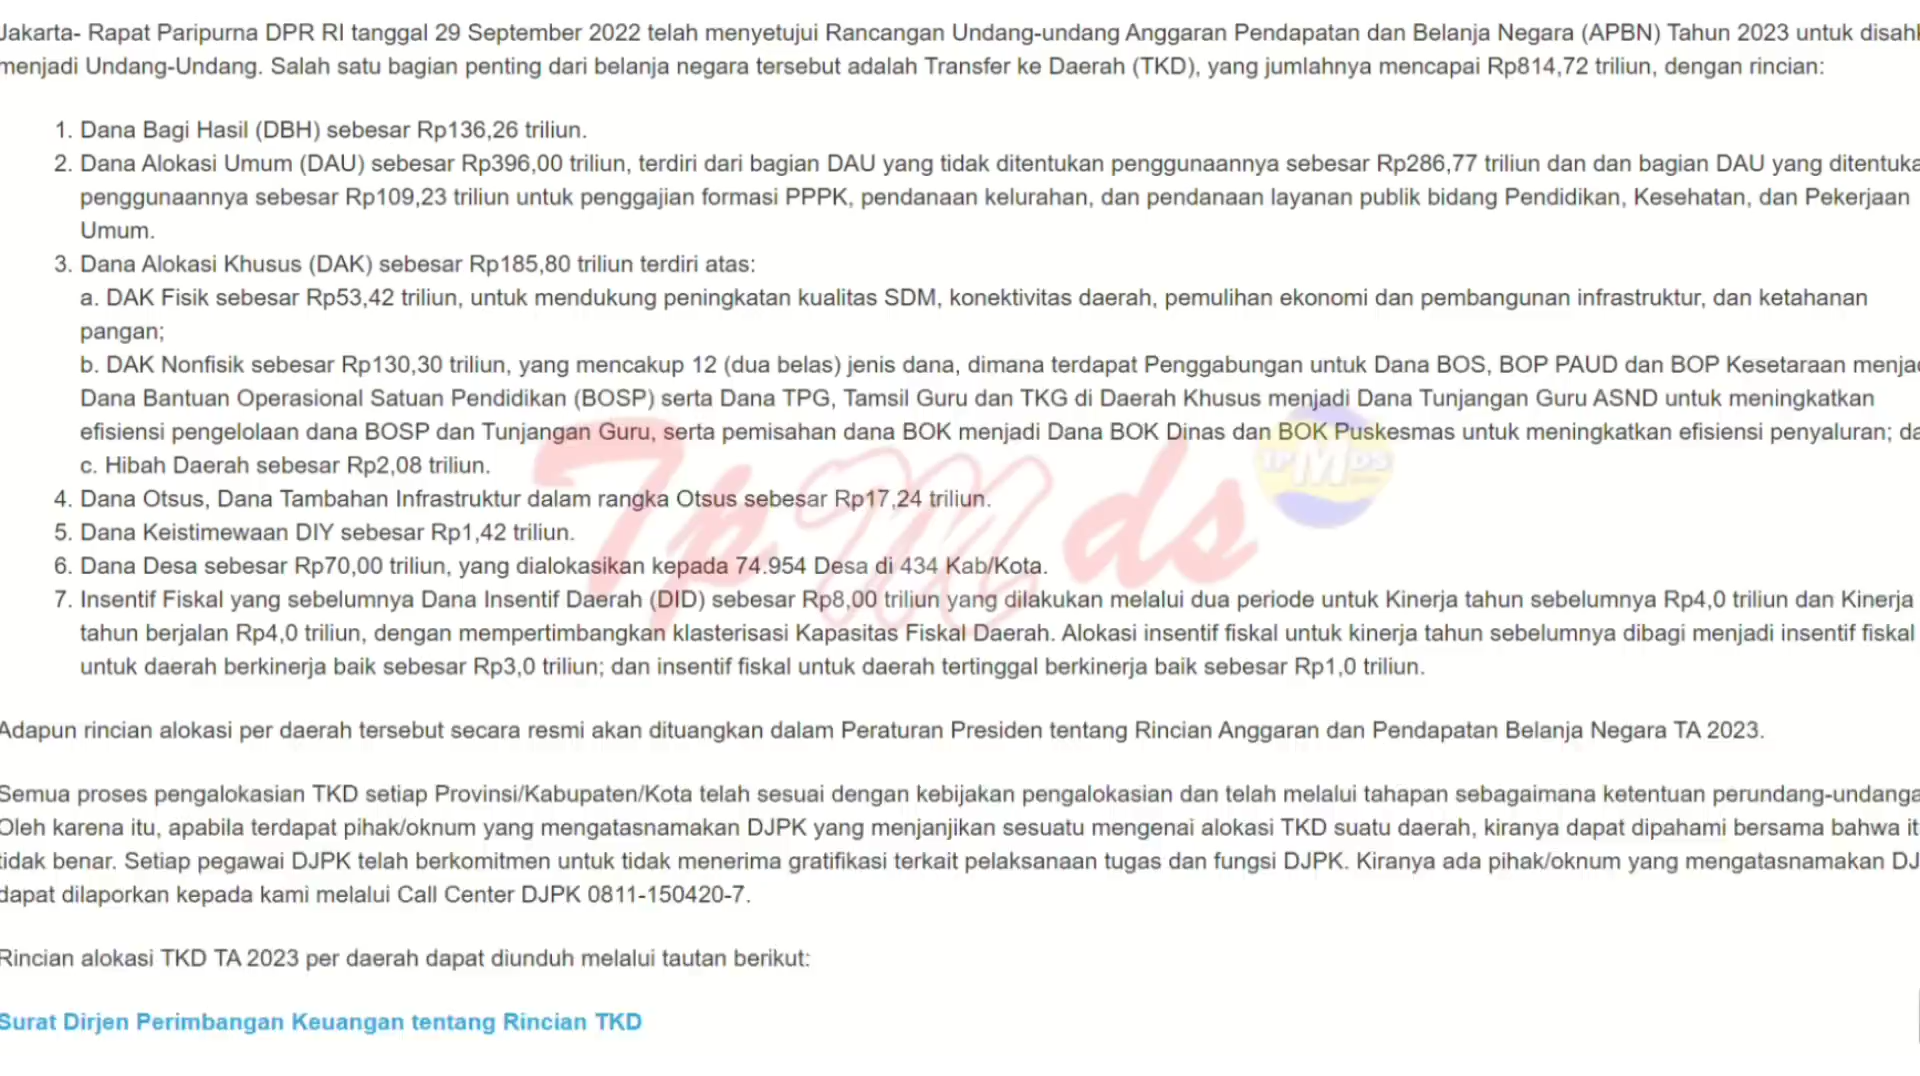 Jakarta- Rapat Paripurna DPR RI tanggal 29 September 2022 telah menyetujui Rancangan Undang-undang Anggaran Pendapatan dan Belanja Negara (APBN) Tahun 2023 untuk
menjadi Undang-Undang. Salah satu bagian penting dari belanja negara tersebut adalah Transfer ke Daerah (TKD), yang jumlahnya mencapai Rp814,72 triliun, dengan rincian:
1. Dana Bagi Hasil (DBH) sebesar Rp136,26 triliun.
2. Dana Alokasi Umum (DAU) sebesar Rp396,00 triliun, terdiri dari bagian DAU yang tidak ditentukan penggunaannya sebesar Rp286,77 triliun dan dan bagian DAU yang
penggunaannya sebesar Rp109,23 triliun untuk penggajian formasi PPPK, pendanaan kelurahan, dan pendanaan layanan publik bidang Pendidikan, Kesehatan, dan Pekerjaan
Umum.
3. Dana Alokasi Khusus (DAK) sebesar Rp185,80 triliun terdiri atas:
a. DAK Fisik sebesar Rp53,42 triliun, untuk mendukung peningkatan kualitas SDM, konektivitas daerah, pemulihan ekonomi dan pembangunan infrastruktur, dan ketahanan
pangan;
b. DAK Nonfisik sebesar Rp130,30 triliun, yang mencakup 12 (dua belas) jenis dana, dimana terdapat Penggabungan untuk Dana BOS, BOP PAUD dan BOP Kesetaraan
Dana Bantuan Operasional Satuan Pendidikan (BOSP) serta Dana TPG, Tamsil Guru dan TKG di Daerah Khusus menjadi Dana Tunjangan Guru ASND untuk meningkatkan
efisiensi pengelolaan dana BOSP dan Tunjangan Guru, serta pemisahan dana BOK menjadi Dana BOK Dinas dan BOK Puskesmas untuk meningkatkan efisiensi penyaluran;
c. Hibah Daerah sebesar Rp2,08 triliun.
4. Dana Otsus, Dana Tambahan Infrastruktur dalam rangka Otsus sebesar Rp17,24 triliun.
5. Dana Keistimewaan DIY sebesar Rp1,42 triliun.
6. Dana Desa sebesar Rp70,00 triliun, yang dialokasikan kepada 74.954 Desa di 434 Kab/Kota.
7. Insentif Fiskal yang sebelumnya Dana Insentif Daerah (DID) sebesar Rp8,00 triliun yang dilakukan melalui dua periode untuk Kinerja tahun sebelumnya Rp4,0 triliun dan Kinerja
tahun berjalan Rp4,0 triliun, dengan mempertimbangkan klasterisasi Kapasitas Fiskal Daerah. Alokasi insentif fiskal untuk kinerja tahun sebelumnya dibagi menjadi insentif fiskal
untuk daerah berkinerja baik sebesar Rp3,0 triliun; dan insentif fiskal untuk daerah tertinggal berkinerja baik sebesar Rp1,0 triliun.
TpMds
TPMDS
Adapun rincian alokasi per daerah tersebut secara resmi akan dituangkan dalam Peraturan Presiden tentang Rincian Anggaran dan Pendapatan Belanja Negara TA 2023.
Semua proses pengalokasian TKD setiap Provinsi/Kabupaten/Kota telah sesuai dengan kebijakan pengalokasian dan telah melalui tahapan sebagaimana ketentuan
Oleh karena itu, apabila terdapat pihak/oknum yang mengatasnamakan DJPK yang menjanjikan sesuatu mengenai alokasi TKD suatu daerah, kiranya dapat dipahami bersama bahwa
tidak benar. Setiap pegawai DJPK telah berkomitmen untuk tidak menerima gratifikasi terkait pelaksanaan tugas dan fungsi DJPK. Kiranya ada pihak/oknum yang mengatasnamakan
dapat dilaporkan kepada kami melalui Call Center DJPK 0811-150420-7.
Rincian alokasi TKD TA 2023 per daerah dapat diunduh melalui tautan berikut:
Surat Dirjen Perimbangan Keuangan tentang Rincian TKD